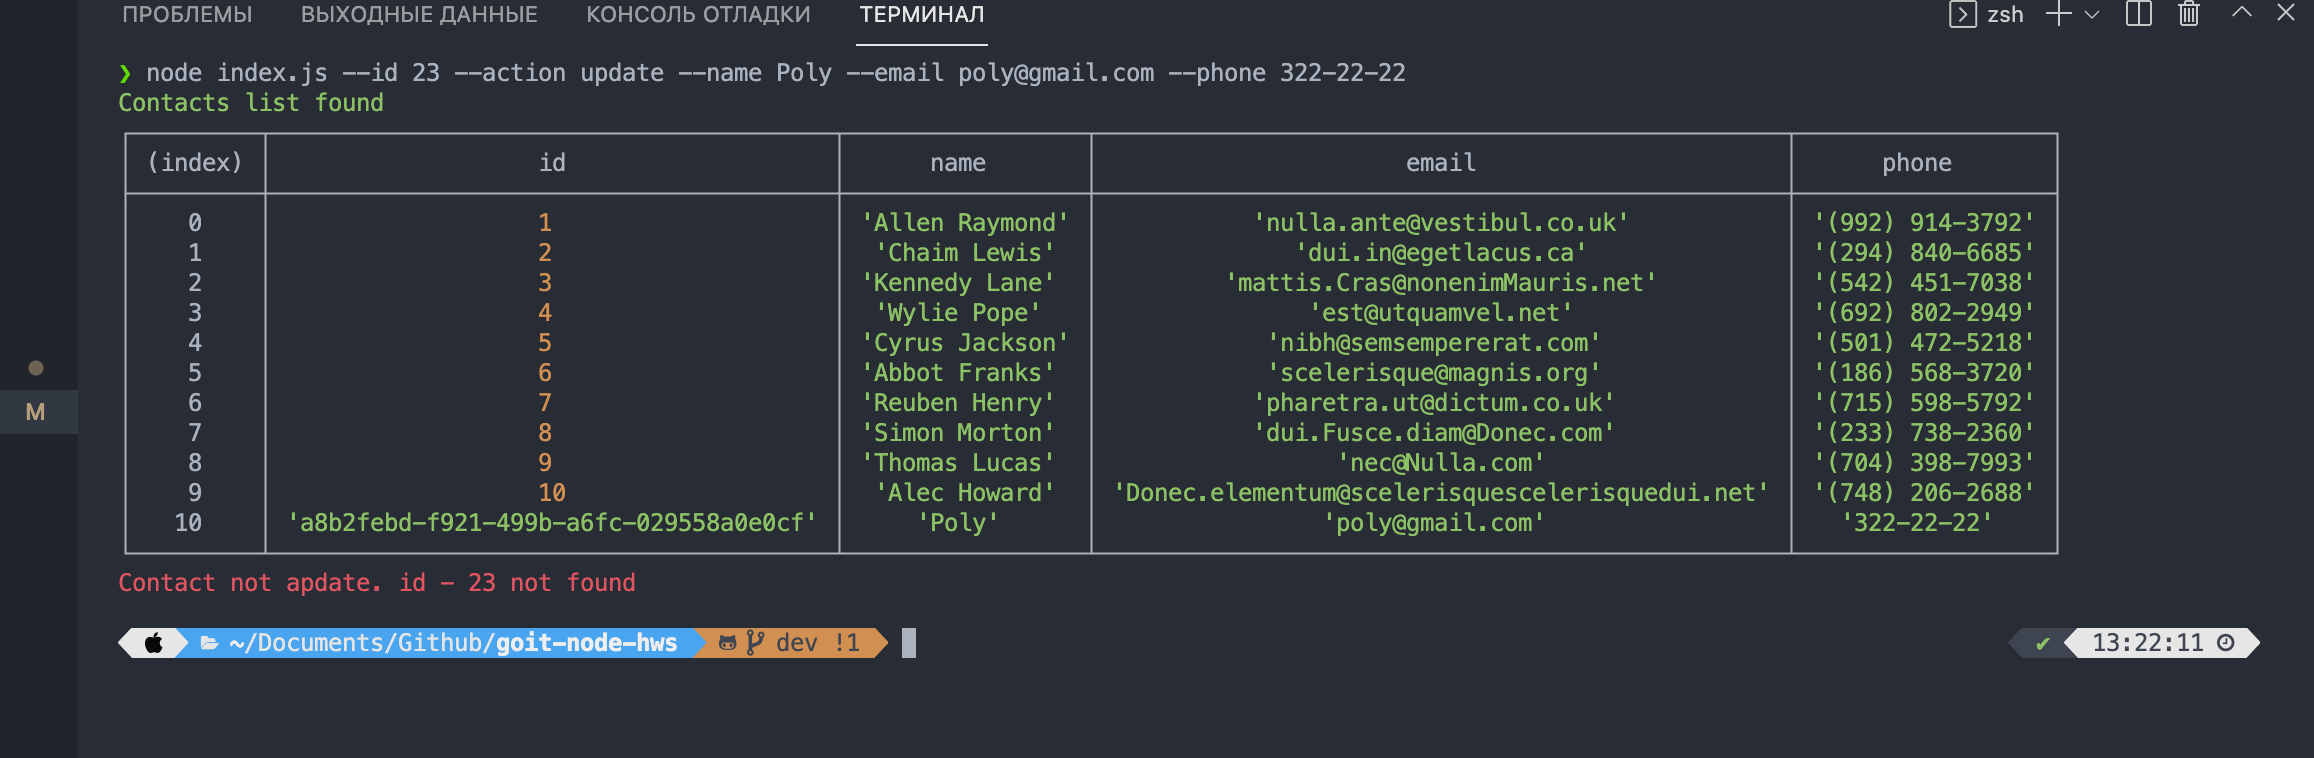 ПРОБЛЕМЫ ВЫХОДНЫЕ ДАННЫЕ КОНСОЛЬ ОТЛАДКИ ТЕРМИНАЛ zsh
❯ node index.js --id 23 --action update --name Poly --email poly@gmail.com --phone 322-22-22
Contacts list found
(index) id name email phone
0 1 'Allen Raymond' 'nulla.ante@vestibul.co.uk' '(992) 914-3792'
1 2 'Chaim Lewis' 'dui.in@egetlacus.ca' '(294) 840-6685'
2 3 'Kennedy Lane' 'mattis.Cras@nonenimMauris.net' '(542) 451-7038'
3 4 'Wylie Pope' 'est@utquamvel.net' '(692) 802-2949'
4 5 'Cyrus Jackson' 'nibh@semsempererat.com' '(501) 472-5218'
5 6 'Abbot Franks' 'scelerisque@magnis.org' '(186) 568-3720'
6 7 'Reuben Henry' 'pharetra.ut@dictum.co.uk' '(715) 598-5792'
7 8 'Simon Morton' 'dui.Fusce.diam@Donec.com' '(233) 738-2360'
8 9 'Thomas Lucas' 'nec@Nulla.com' '(704) 398-7993'
9 10 'Alec Howard' 'Donec.elementum@scelerisquescelerisquedui.net' '(748) 206-2688'
10 'a8b2febd-f921-499b-a6fc-029558a0e0cf' 'Poly' 'poly@gmail.com' '322-22-22'
Contact not apdate. id - 23 not found
M
~/Documents/Github/goit-node-hws dev !1 ✔ 13:22:11